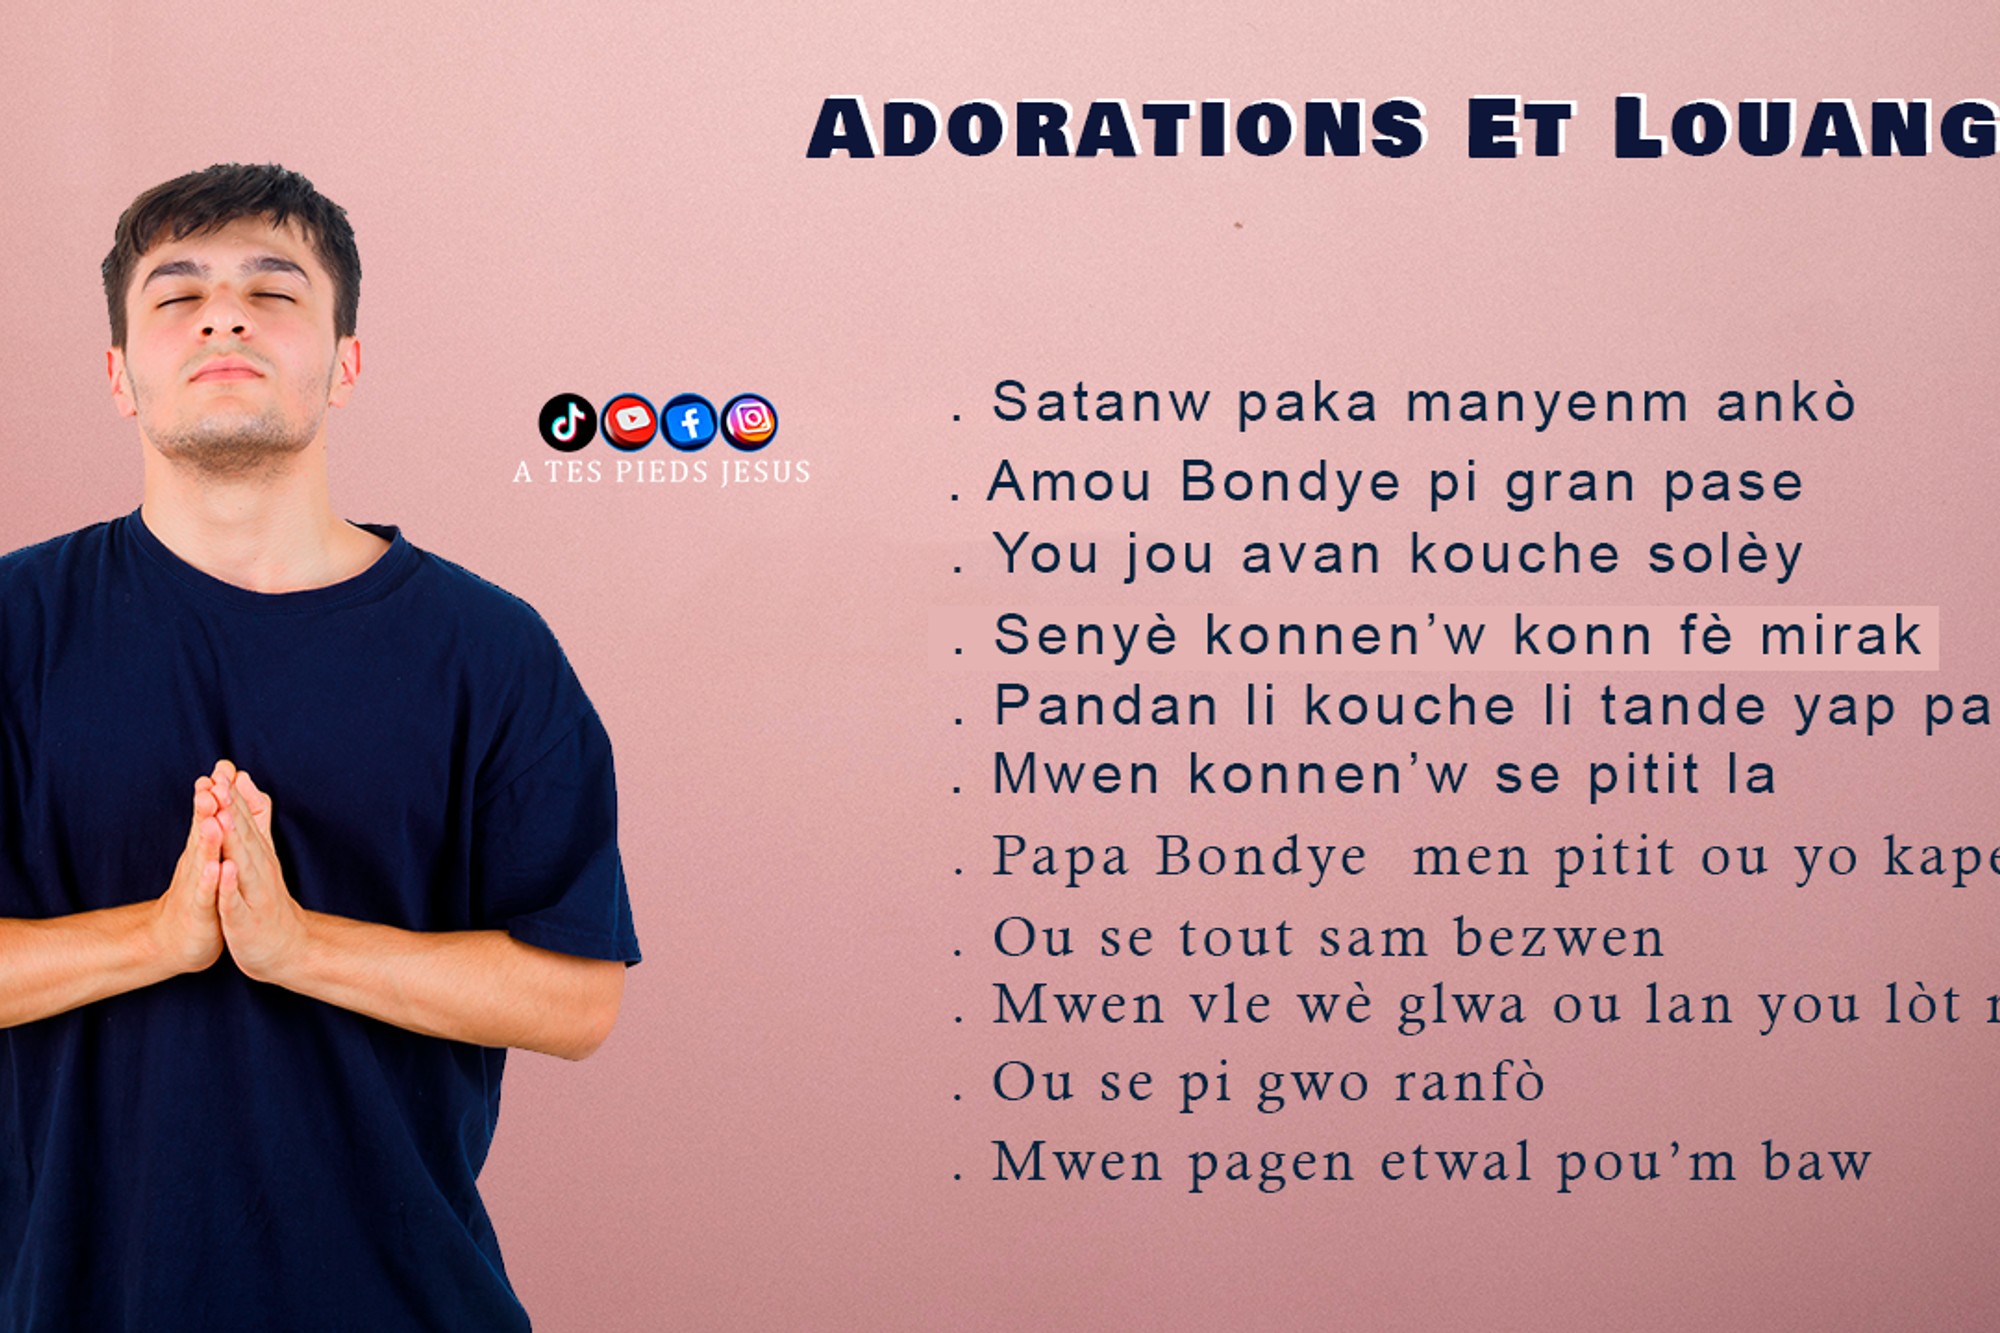 ADORATIONS ET LOUANG
A TES PIEDS JESUS
. Satanw paka manyenm ankò
. Amou Bondye pi gran pase
. You jou avan kouche solèy
. Senyè konnen’w konn fè mirak
. Pandan li kouche li tande yap pa
. Mwen konnen’w se pitit la
. Papa Bondye men pitit ou yo kape
. Ou se tout sam bezwen
. Mwen vle wè glwa ou lan you lòt
. Ou se pi gwo ranfò
. Mwen pagen etwal pou’m baw